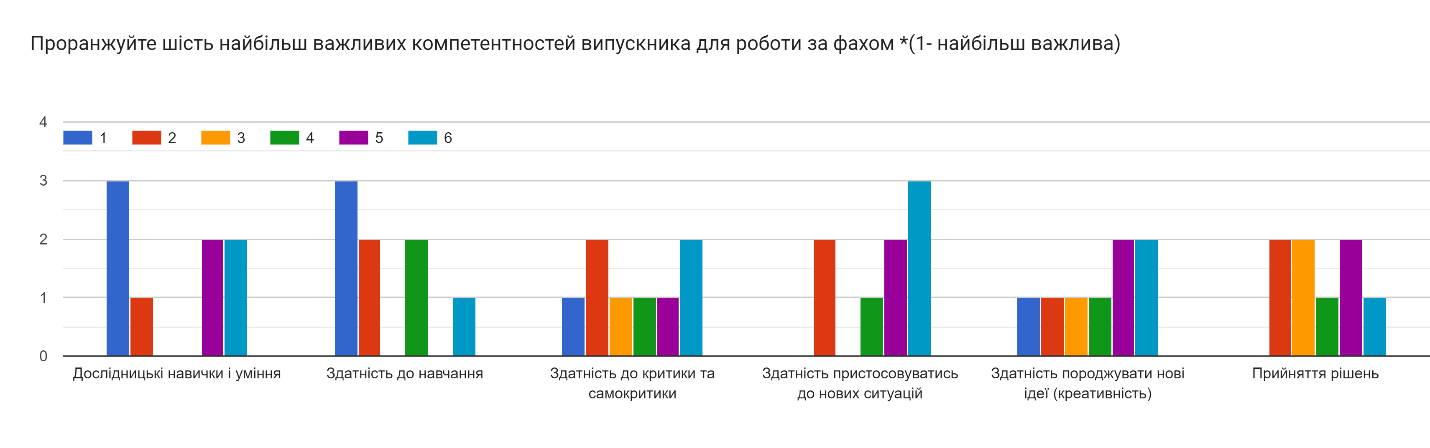 Проранжуйте шість найбільш важливих компетентностей випускника для роботи за фахом *(1- найбільш важлива)
4
1 2 3 4 5 6
3
2
1
0
Дослідницькі навички і уміння
Здатність до навчання
Здатність до критики та
самокритики
Здатність пристосовуватись
до нових ситуацій
Здатність породжувати нові
ідеї (креативність)
Прийняття рішень